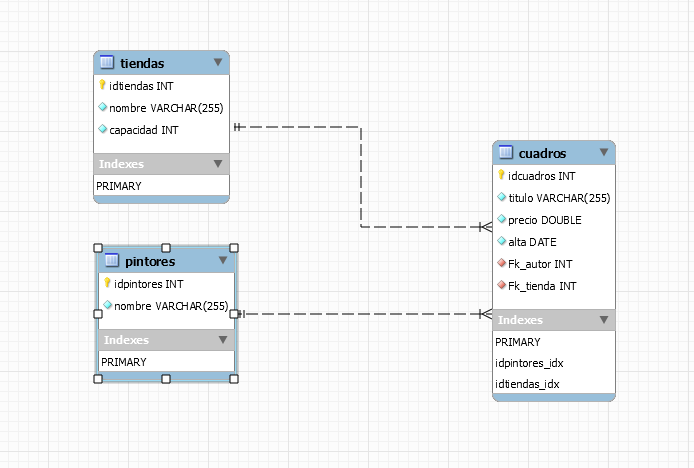 tiendas
idtiendas INT
nombre VARCHAR(255)
capacidad INT
Indexes
PRIMARY
pintores
idpintores INT
nombre VARCHAR(255)
Indexes
PRIMARY
cuadros
idcuadros INT
titulo VARCHAR(255)
precio DOUBLE
alta DATE
Fk_autor INT
Fk_tienda INT
Indexes
PRIMARY
idpintores_idx
idtiendas_idx